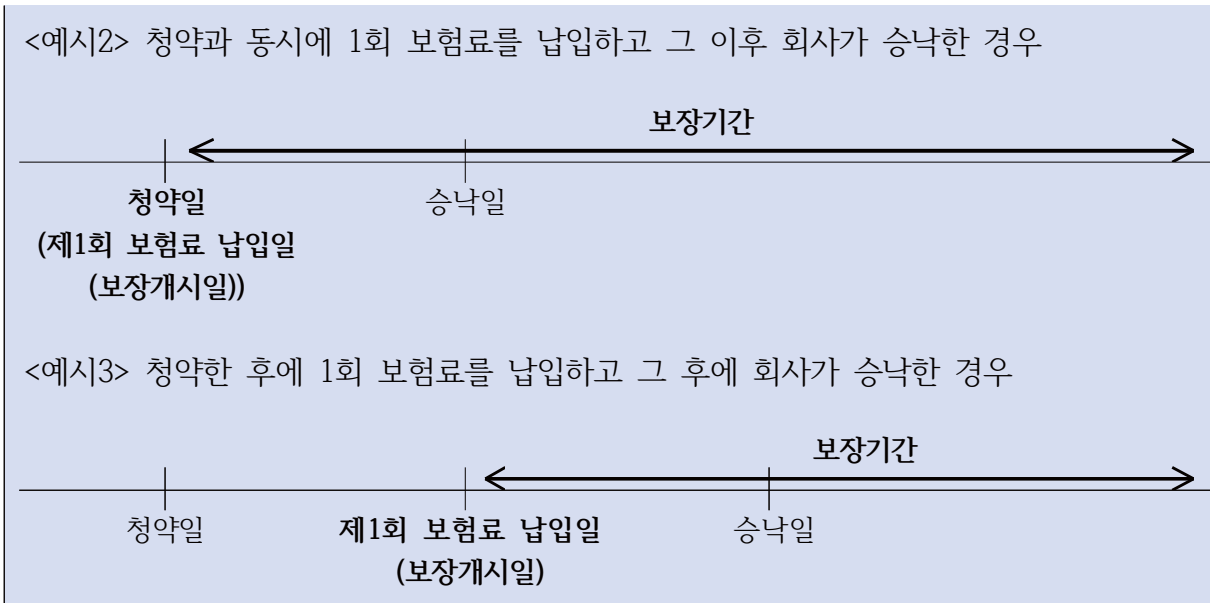 <예시2> 청약과 동시에 1회 보험료를 납입하고 그 이후 회사가 승낙한 경우
보장기간
청약일
승낙일
(제1회 보험료 납입일
(보장개시일))
<예시3> 청약한 후에 1회 보험료를 납입하고 그 후에 회사가 승낙한 경우
보장기간
청약일
제1회 보험료 납입일
승낙일
(보장개시일)